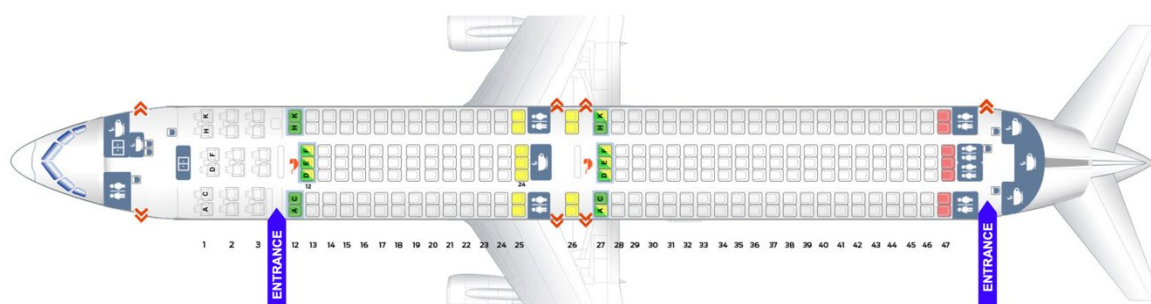 K K K
H H H
F F F
D E D E D
12 24
C C C
A A A
1 2 3 12 13 14 15 16 17 18 19 20 21 22 23 24 25 26 27 28 29 30 31 32 33 34 35 36 37 38 39 40 41 42 43 44 45 46 47
ENTRANCE ENTRANCE